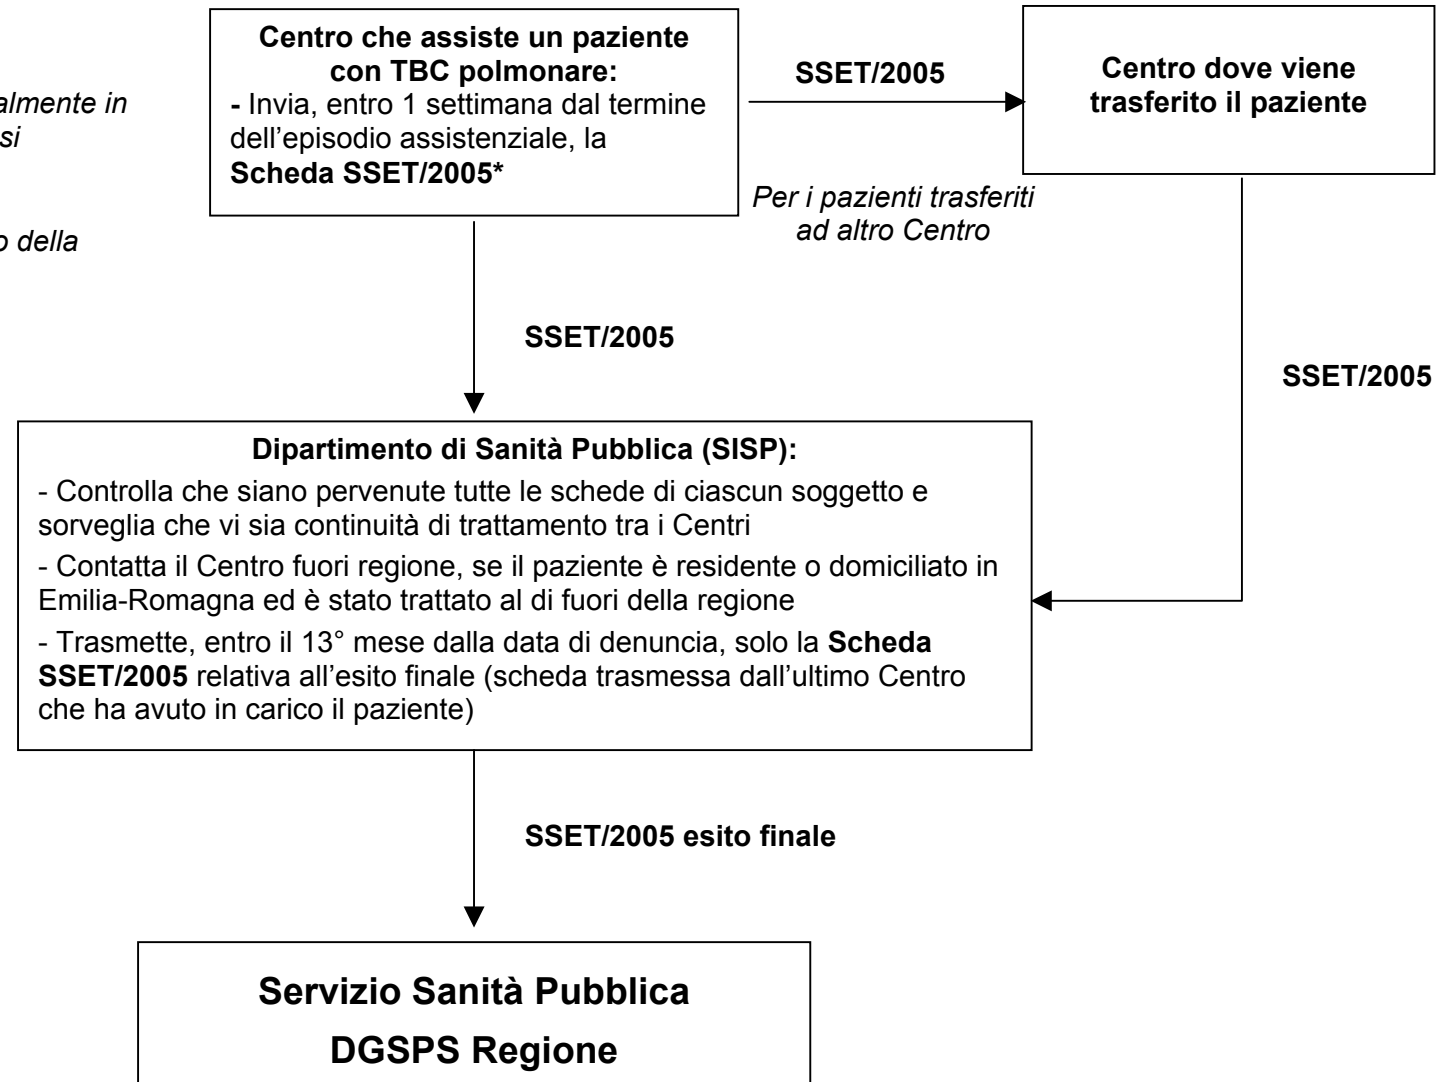 Centro che assiste un paziente
con TBC polmonare:
- Invia, entro 1 settimana dal termine
dell'episodio assistenziale, la
Scheda SSET/2005*
SSET/2005
Centro dove viene
trasferito il paziente
almente in
si
o della
Per i pazienti trasferiti
ad altro Centro
SSET/2005
SSET/2005
Dipartimento di Sanità Pubblica (SISP):
- Controlla che siano pervenute tutte le schede di ciascun soggetto e
sorveglia che vi sia continuità di trattamento tra i Centri
- Contatta il Centro fuori regione, se il paziente è residente o domiciliato in
Emilia-Romagna ed è stato trattato al di fuori della regione
- Trasmette, entro il 13° mese dalla data di denuncia, solo la Scheda
SSET/2005 relativa all'esito finale (scheda trasmessa dall'ultimo Centro
che ha avuto in carico il paziente)
SSET/2005 esito finale
Servizio Sanità Pubblica
DGSPS Regione